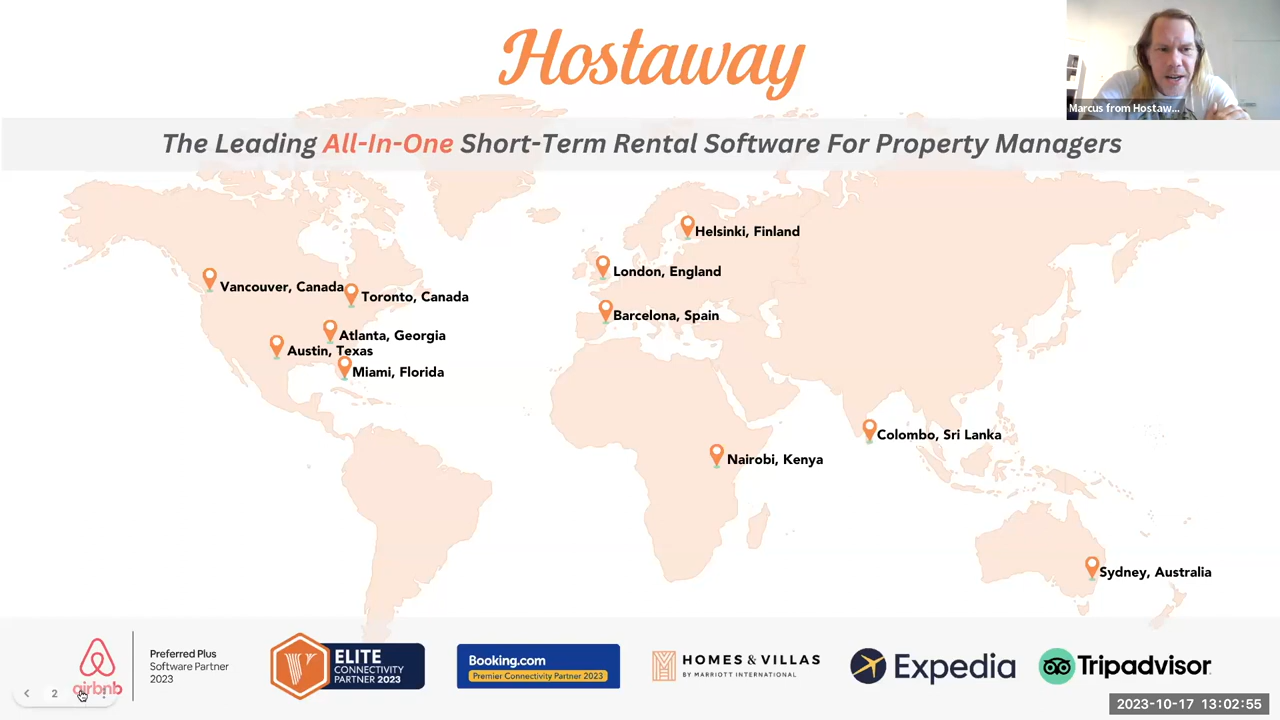 Hostaway
Marcus from Hostaw...
The Leading All-In-One Short-Term Rental Software For Property Managers
Helsinki, Finland
London, England
Vancouver, Canada
Toronto, Canada
Barcelona, Spain
Atlanta, Georgia
Austin, Texas
Miami, Florida
Colombo, Sri Lanka
Nairobi, Kenya
Sydney, Australia
airbnb
Preferred Plus
Software Partner
2023
ELITE
CONNECTIVITY
PARTNER 2023
Booking.com
Premier Connectivity Partner 2023
HOMES & VILLAS
BY MARRIOTT INTERNATIONAL
Expedia
Tripadvisor
2
2023-10-17 13:02:55